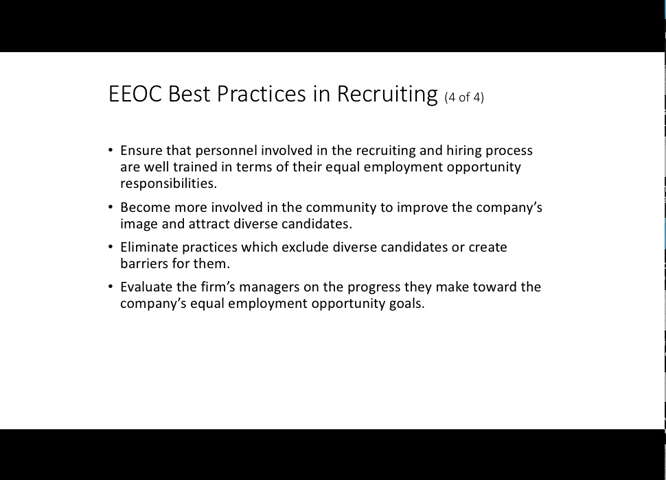 EEOC Best Practices in Recruiting (4 of 4)
• Ensure that personnel involved in the recruiting and hiring process
are well trained in terms of their equal employment opportunity
responsibilities.
• Become more involved in the community to improve the company’s
image and attract diverse candidates.
• Eliminate practices which exclude diverse candidates or create
barriers for them.
• Evaluate the firm’s managers on the progress they make toward the
company’s equal employment opportunity goals.